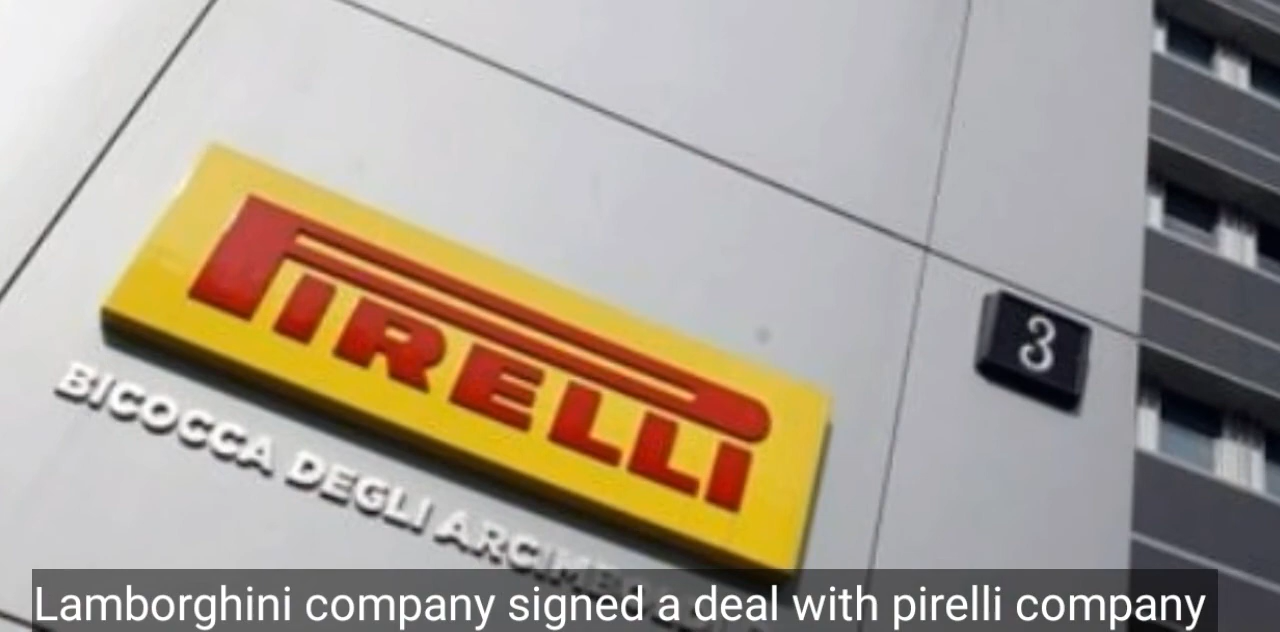 PIRELLI
3
BICOCCA DEGLI
Lamborghini company signed a deal with pirelli company